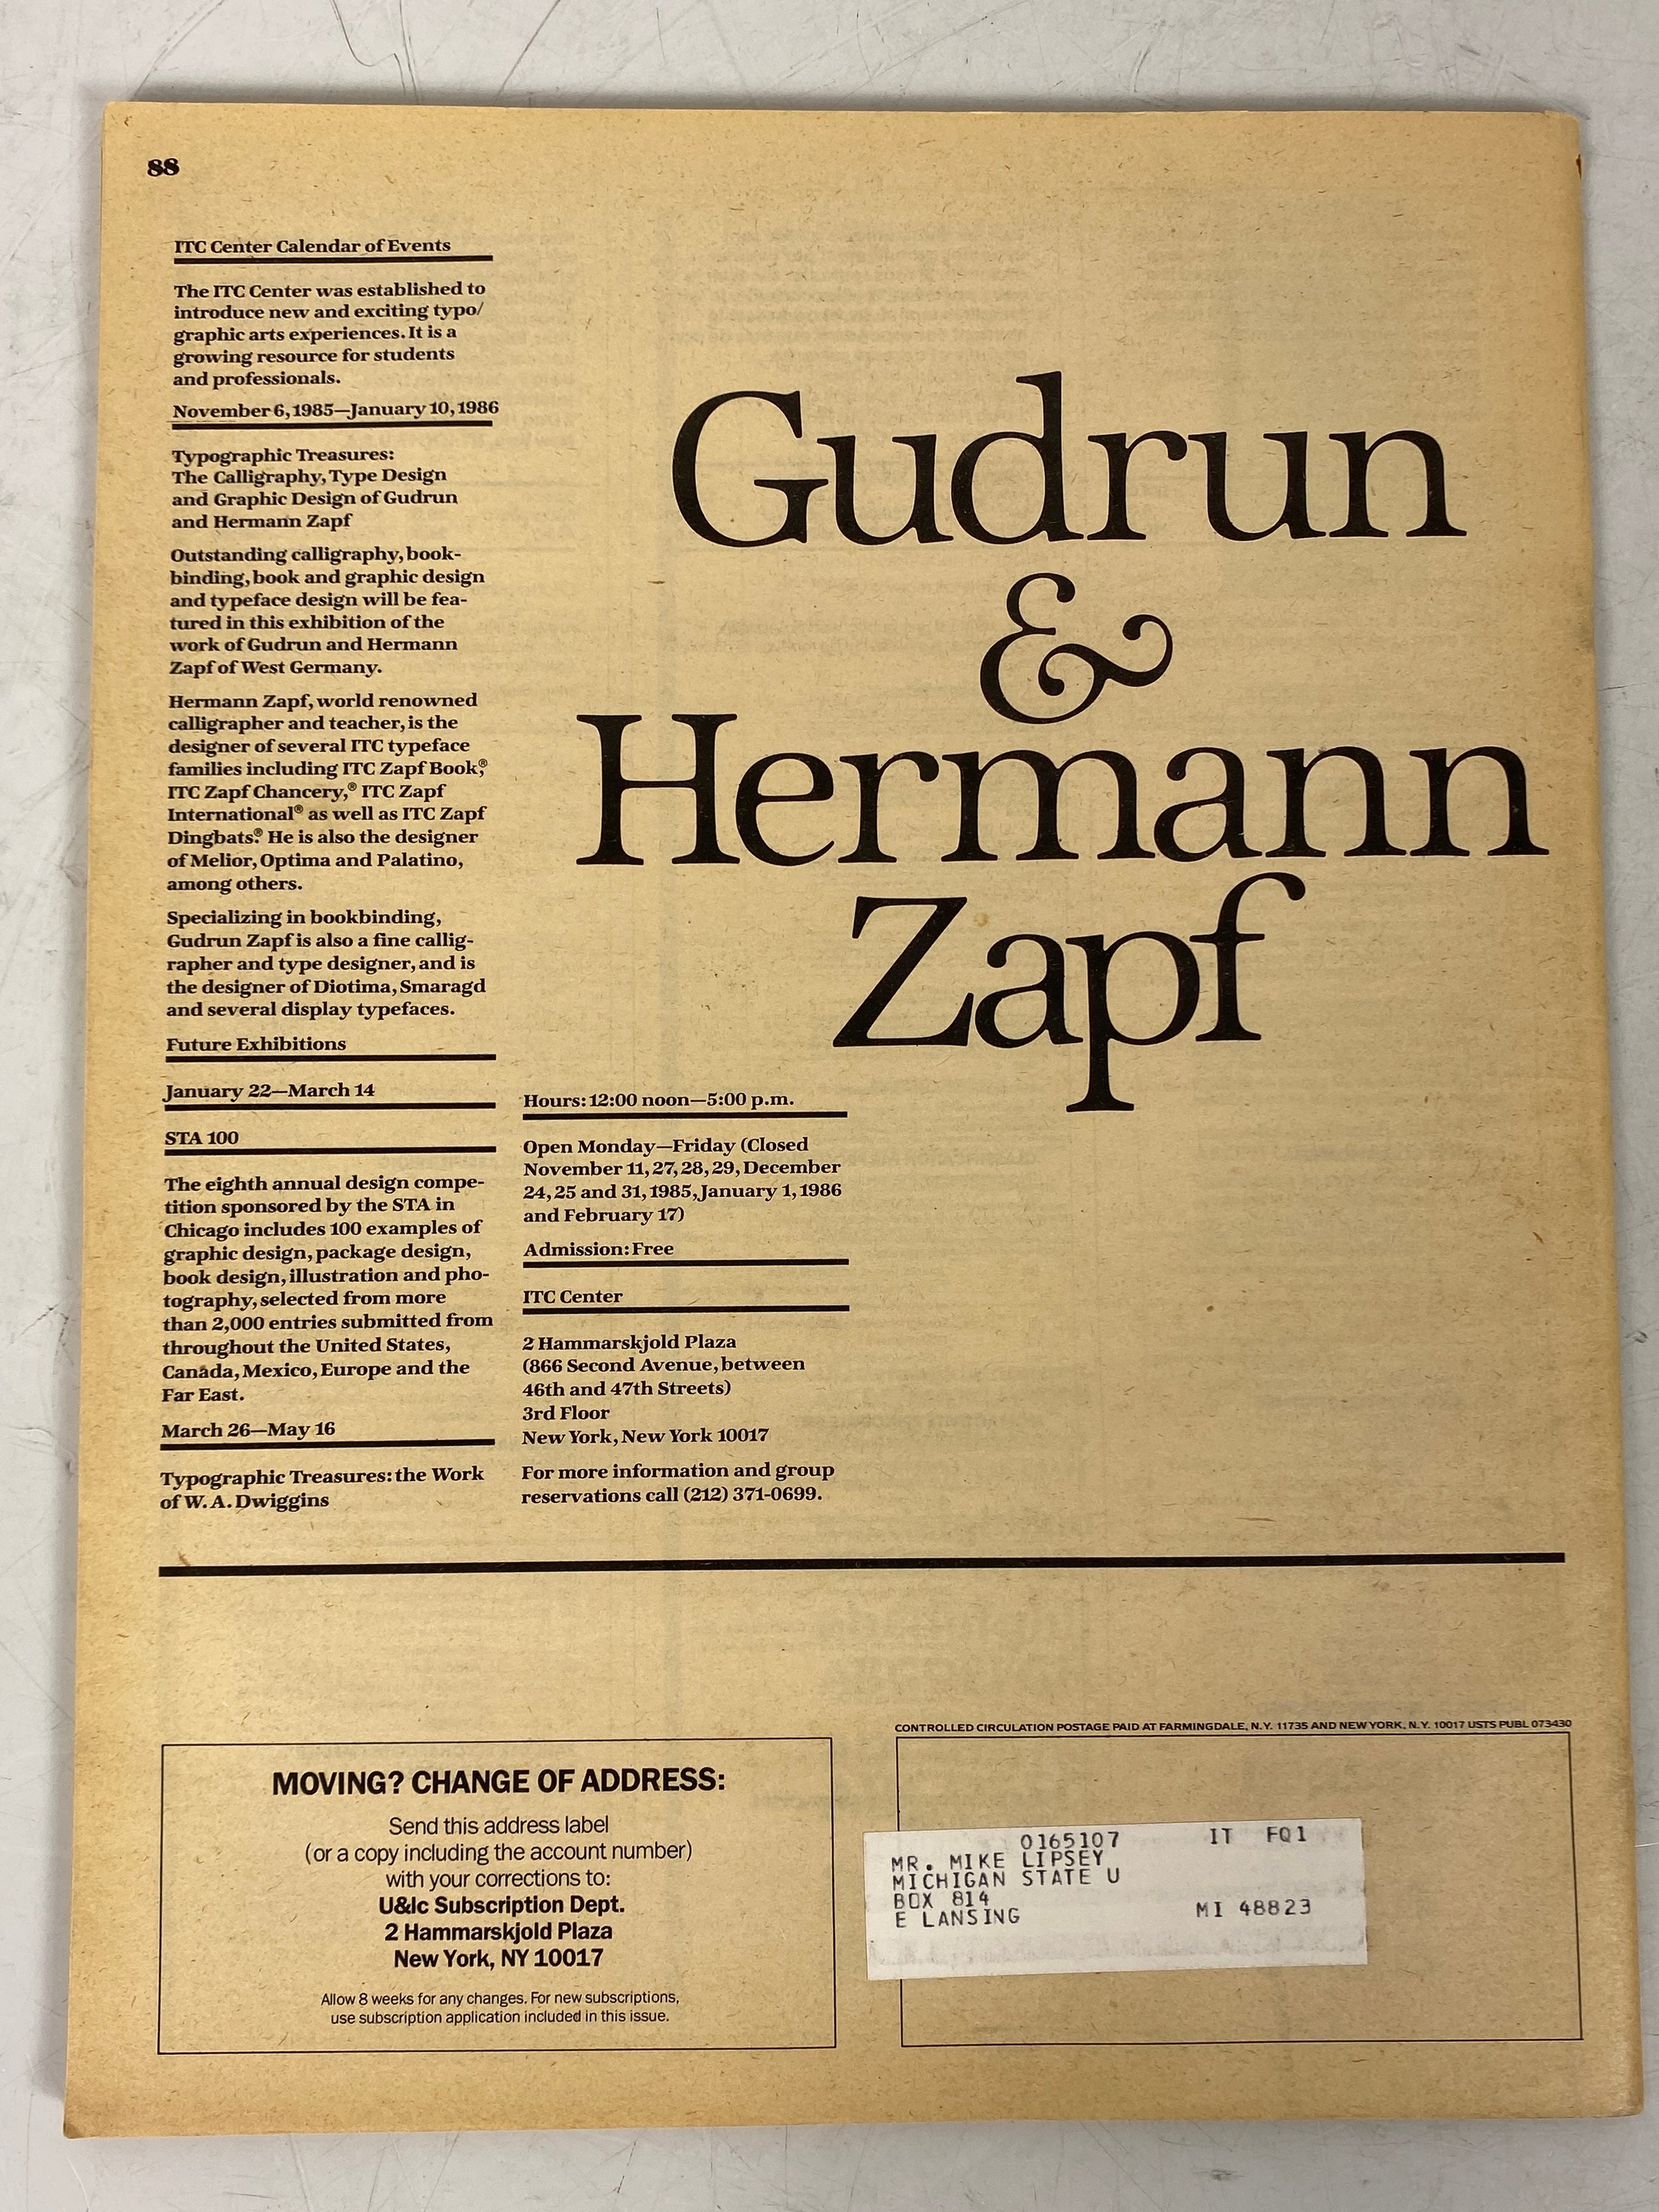 88
ITC Center Calendar of Events
The ITC Center was established to
introduce new and exciting typo/
graphic arts experiences. It is a
growing resource for students
and professionals.
November 6, 1985—January 10, 1986
Typographic Treasures:
The Calligraphy, Type Design
and Graphic Design of Gudrun
and Hermann Zapf
Outstanding calligraphy, book-
binding, book and graphic design
and typeface design will be fea-
tured in this exhibition of the
work of Gudrun and Hermann
Zapf of West Germany.
Hermann Zapf, world renowned
calligrapher and teacher, is the
designer of several ITC typeface
families including ITC Zapf Book,®
ITC Zapf Chancery,® ITC Zapf
International® as well as ITC Zapf
Dingbats.® He is also the designer
of Melior, Optima and Palatino,
among others.
Specializing in bookbinding,
Gudrun Zapf is also a fine callig-
rapher and type designer, and is
the designer of Diotima, Smaragd
and several display typefaces.
Future Exhibitions
January 22—March 14
STA 100
The eighth annual design compe-
tition sponsored by the STA in
Chicago includes 100 examples of
graphic design, package design,
book design, illustration and pho-
tography, selected from more
than 2,000 entries submitted from
throughout the United States,
Canada, Mexico, Europe and the
Far East.
March 26—May 16
Typographic Treasures: the Work
of W. A. Dwiggins
Gudrun
&
Hermann
Zapf
Hours: 12:00 noon—5:00 p.m.
Open Monday—Friday (Closed
November 11, 27, 28, 29, December
24, 25 and 31, 1985, January 1, 1986
and February 17)
Admission: Free
ITC Center
2 Hammarskjold Plaza
(866 Second Avenue, between
46th and 47th Streets)
3rd Floor
New York, New York 10017
For more information and group
reservations call (212) 371-0699.
MOVING? CHANGE OF ADDRESS:
Send this address label
(or a copy including the account number)
with your corrections to:
U&lc Subscription Dept.
2 Hammarskjold Plaza
New York, NY 10017
Allow 8 weeks for any changes. For new subscriptions,
use subscription application included in this issue.
CONTROLLED CIRCULATION POSTAGE PAID AT FARMINGDALE, N.Y. 11735 AND NEW YORK, N.Y. 10017 USTS PUBL 073430
0165107 IT FQ1
MR. MIKE LIPSEY
MICHIGAN STATE U
BOX 814
E LANSING MI 48823